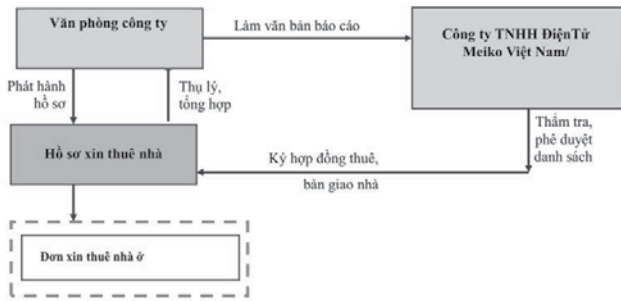 Văn phòng công ty
Làm văn bản báo cáo
Công ty TNHH ĐiệnTử
Meiko Việt Nam/
Phát hành
hồ sơ
Thụ lý,
tổng hợp
Thẩm tra,
phê duyệt
danh sách
Hồ sơ xin thuê nhà
Ký hợp đồng thuê,
bàn giao nhà
Đơn xin thuê nhà ở